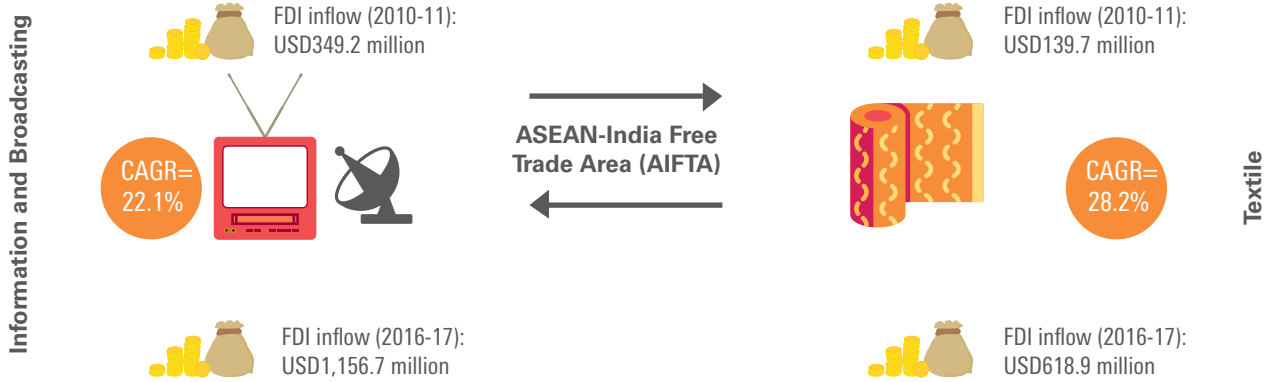 Information and Broadcasting
FDI inflow (2010-11):
USD349.2 million
CAGR=
22.1%
FDI inflow (2016-17):
USD1,156.7 million
ASEAN-India Free
Trade Area (AIFTA)
FDI inflow (2010-11):
USD139.7 million
CAGR=
28.2%
FDI inflow (2016-17):
USD618.9 million
Textile